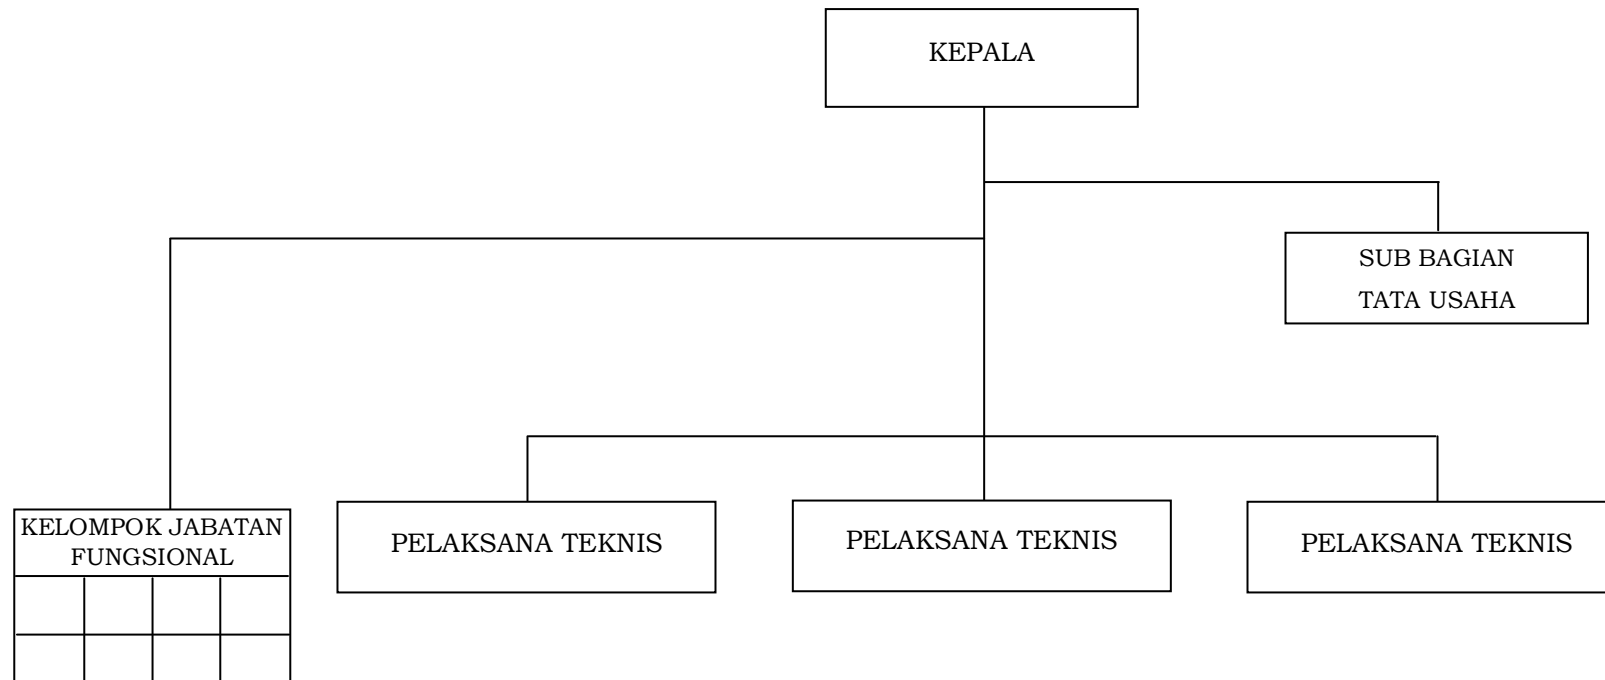 KEPALA
SUB BAGIAN
TATA USAHA
KELOMPOK JABATAN
FUNGSIONAL
PELAKSANA TEKNIS
PELAKSANA TEKNIS
PELAKSANA TEKNIS